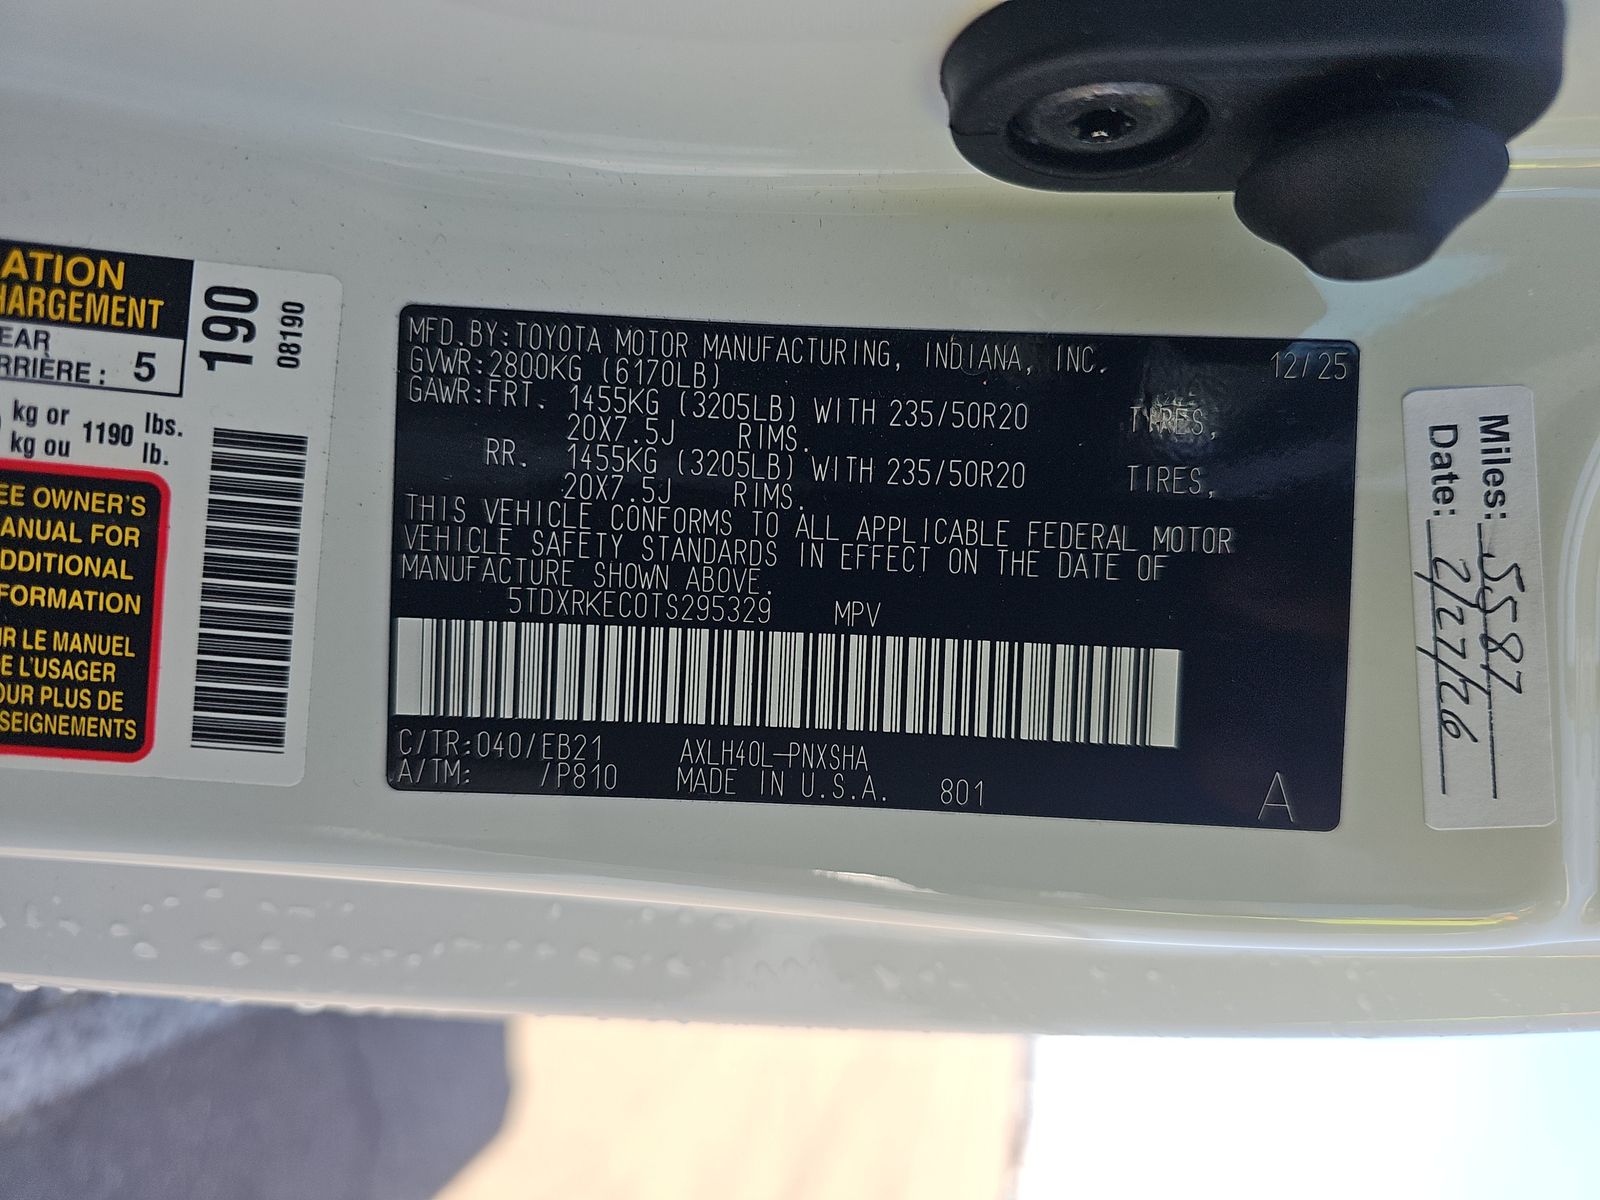 ATION
HARGEMENT
EAR
RRIÈRE: 5
kg or 1190 lbs.
kg ou lb.
EE OWNER'S
ANUAL FOR
DDITIONAL
FORMATION
IR LE MANUEL
E L'USAGER
OUR PLUS DE
SEIGNEMENTS
190
08190
MFD. BY: TOYOTA MOTOR MANUFACTURING, INDIANA, INC. 12/25
GVWR: 2800KG (6170LB)
GAWR: FRT. 1455KG (3205LB) WITH 235/50R20 TIRES,
20X7.5J RIMS.
RR. 1455KG (3205LB) WITH 235/50R20 TIRES,
20X7.5J RIMS.
THIS VEHICLE CONFORMS TO ALL APPLICABLE FEDERAL MOTOR
VEHICLE SAFETY STANDARDS IN EFFECT ON THE DATE OF
MANUFACTURE SHOWN ABOVE.
5TDXRKEC0TS295329 MPV
C/TR: 040/EB21 AXLH40L-PNXSHA
A/TM: /P810 MADE IN U.S.A. 801 A
Miles: 5587
Date: 2/27/26